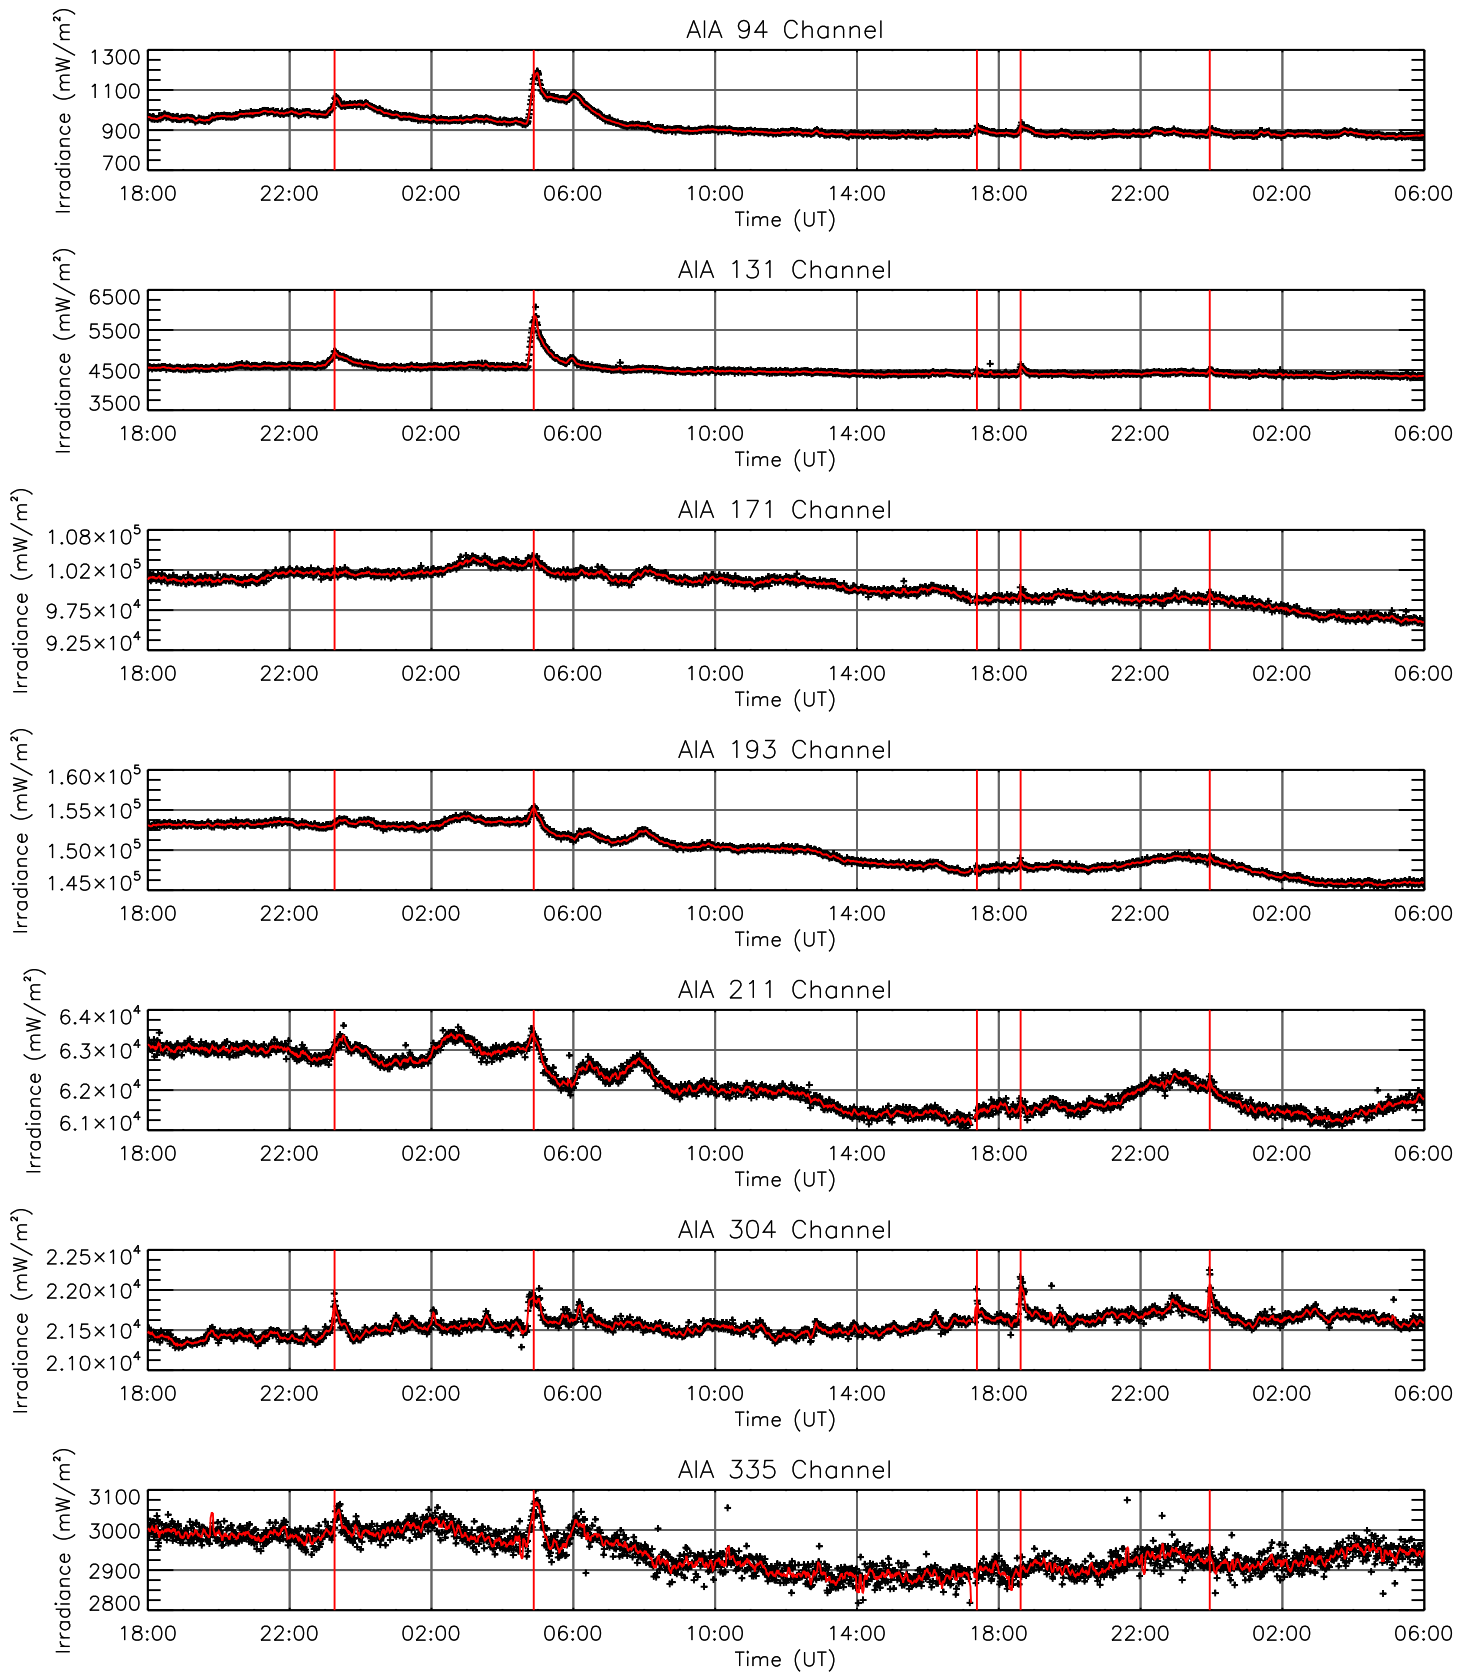 AIA 94 Channel
Irradiance (mW/m²)
1300
1100
900
700
18:00 22:00 02:00 06:00 10:00 14:00 18:00 22:00 02:00 06:00
Time (UT)
AIA 131 Channel
Irradiance (mW/m²)
6500
5500
4500
3500
18:00 22:00 02:00 06:00 10:00 14:00 18:00 22:00 02:00 06:00
Time (UT)
AIA 171 Channel
Irradiance (mW/m²)
1.08×10⁵
1.02×10⁵
9.75×10⁴
9.25×10⁴
18:00 22:00 02:00 06:00 10:00 14:00 18:00 22:00 02:00 06:00
Time (UT)
AIA 193 Channel
Irradiance (mW/m²)
1.60×10⁵
1.55×10⁵
1.50×10⁵
1.45×10⁵
18:00 22:00 02:00 06:00 10:00 14:00 18:00 22:00 02:00 06:00
Time (UT)
AIA 211 Channel
Irradiance (mW/m²)
6.4×10⁴
6.3×10⁴
6.2×10⁴
6.1×10⁴
18:00 22:00 02:00 06:00 10:00 14:00 18:00 22:00 02:00 06:00
Time (UT)
AIA 304 Channel
Irradiance (mW/m²)
2.25×10⁴
2.20×10⁴
2.15×10⁴
2.10×10⁴
18:00 22:00 02:00 06:00 10:00 14:00 18:00 22:00 02:00 06:00
Time (UT)
AIA 335 Channel
Irradiance (mW/m²)
3100
3000
2900
2800
18:00 22:00 02:00 06:00 10:00 14:00 18:00 22:00 02:00 06:00
Time (UT)